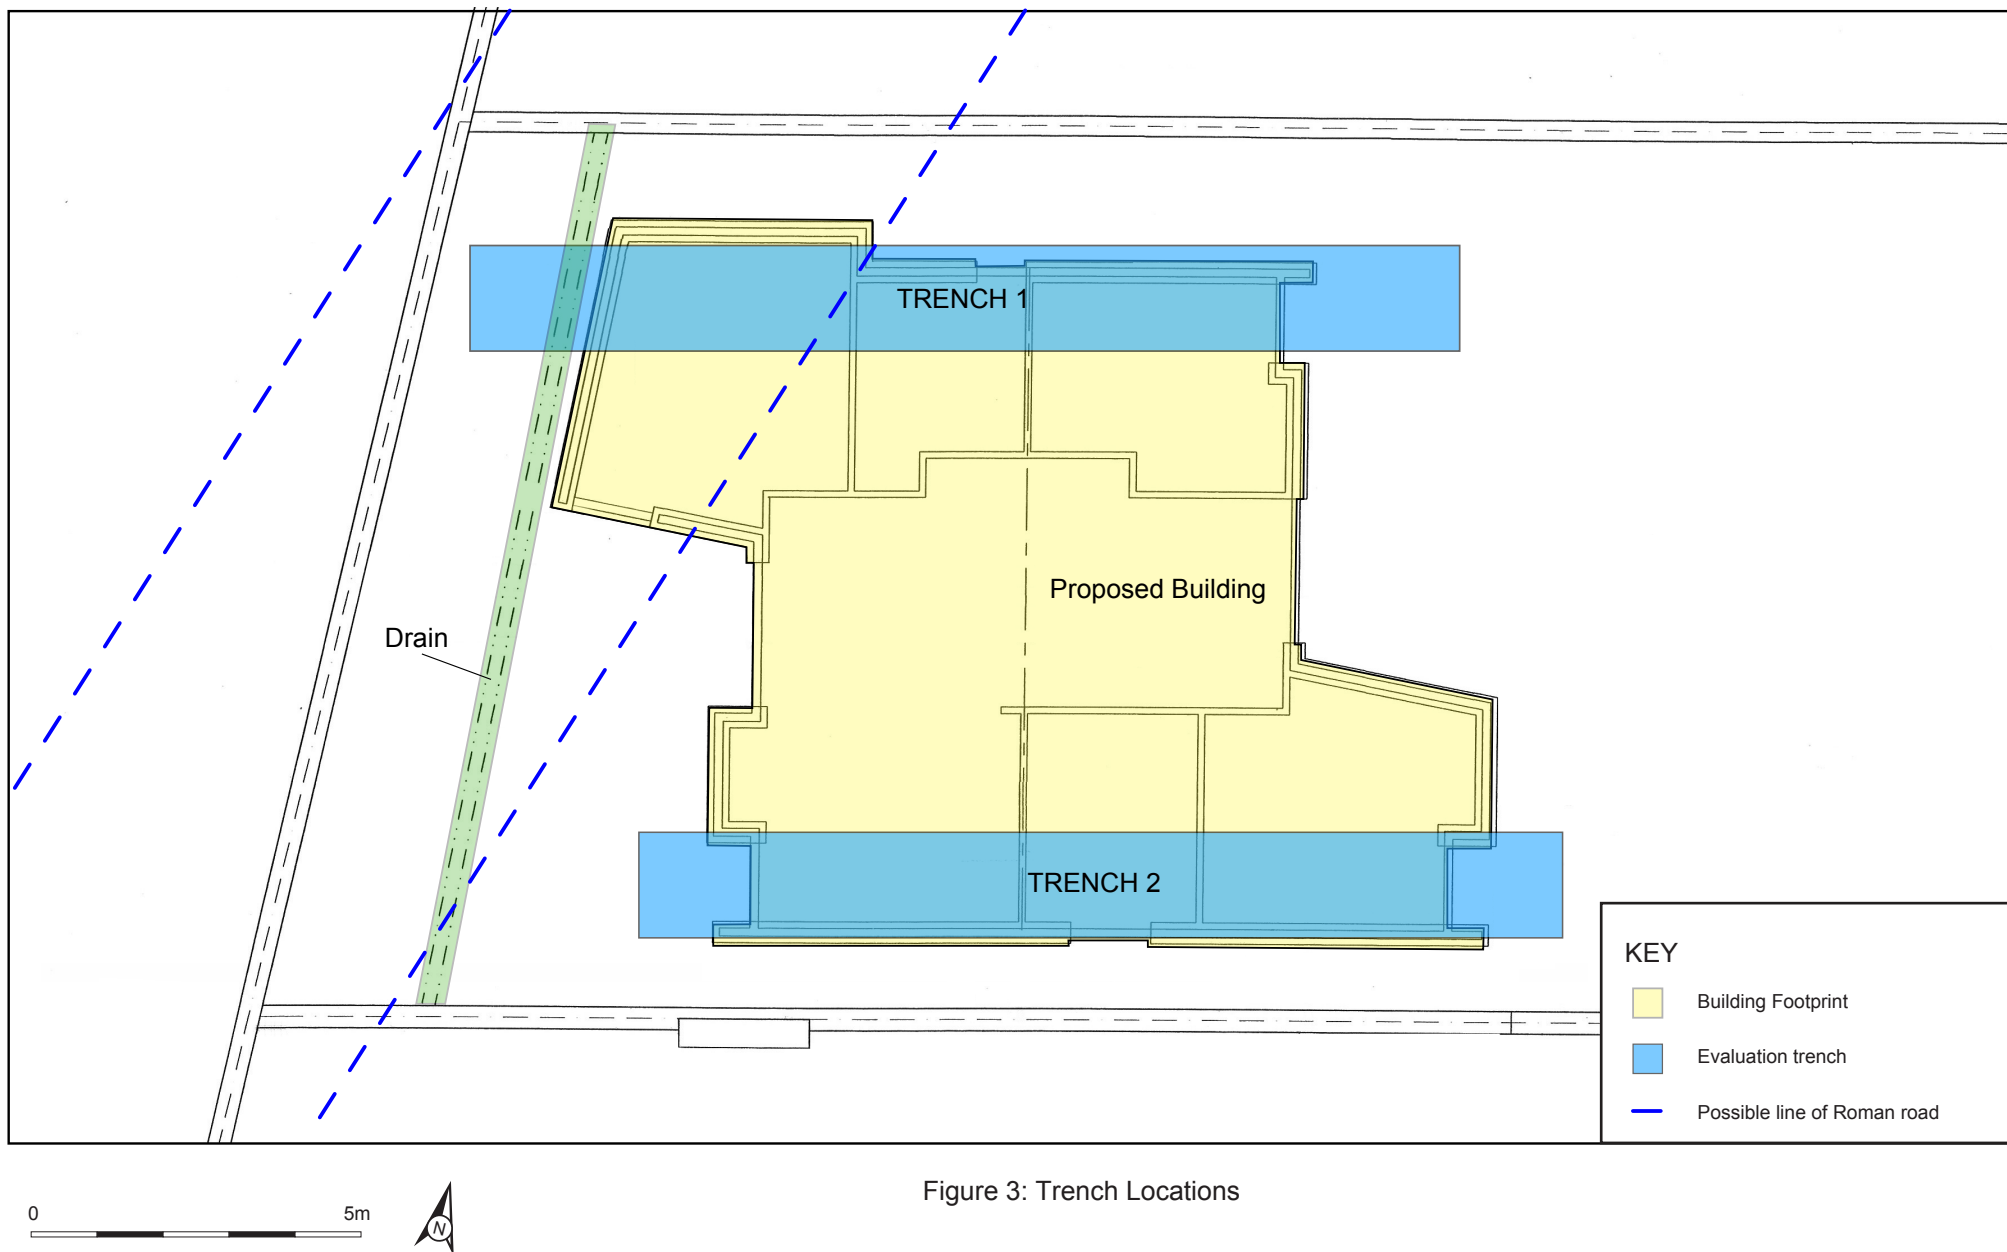 TRENCH 1
Proposed Building
Drain
TRENCH 2
KEY
Building Footprint
Evaluation trench
Possible line of Roman road
Figure 3: Trench Locations
0 5m
N